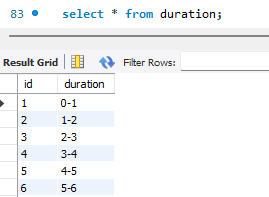 83 select * from duration;
Result Grid Filter Rows:
id duration
1 0-1
2 1-2
3 2-3
4 3-4
5 4-5
6 5-6